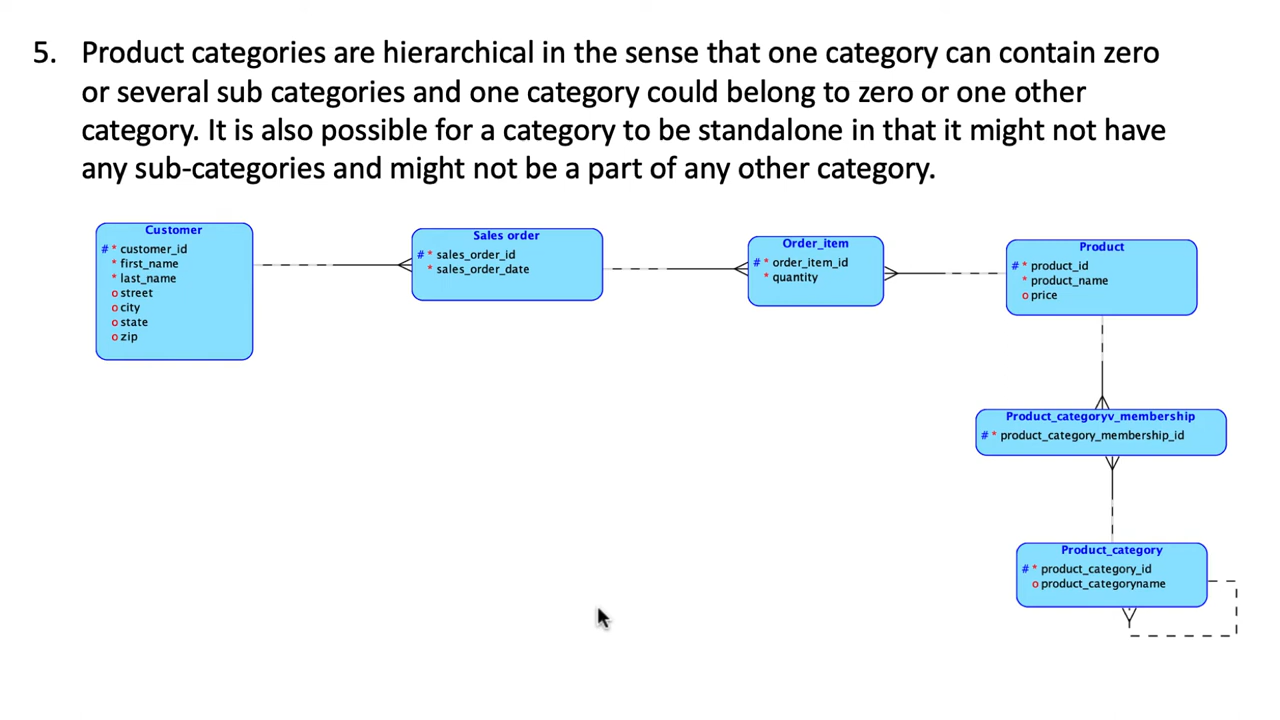 5. Product categories are hierarchical in the sense that one category can contain zero
or several sub categories and one category could belong to zero or one other
category. It is also possible for a category to be standalone in that it might not have
any sub-categories and might not be a part of any other category.
Customer
# * customer_id
* first_name
* last_name
o street
o city
o state
o zip
Sales order
# * sales_order_id
* sales_order_date
Order_item
# * order_item_id
* quantity
Product
# * product_id
* product_name
o price
Product_categoryv_membership
# * product_category_membership_id
Product_category
# * product_category_id
o product_categoryname